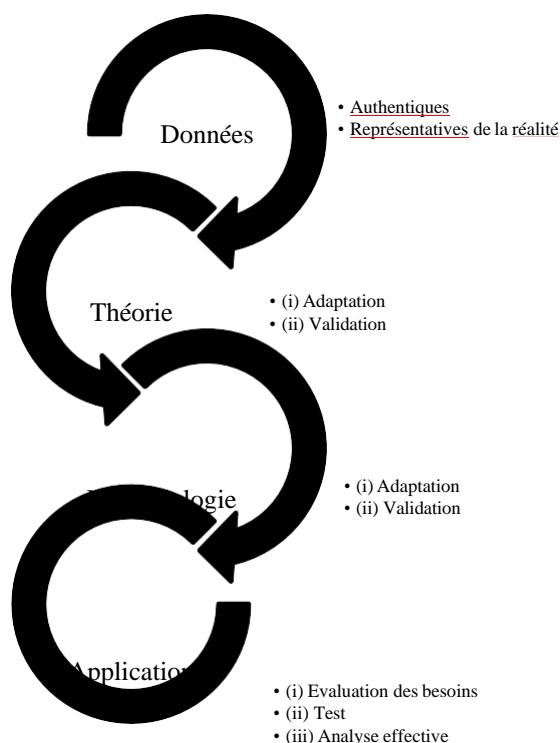 Données
• Authentiques
• Représentatives de la réalité
Théorie
• (i) Adaptation
• (ii) Validation
• (i) Adaptation
• (ii) Validation
Application
• (i) Evaluation des besoins
• (ii) Test
• (iii) Analyse effective